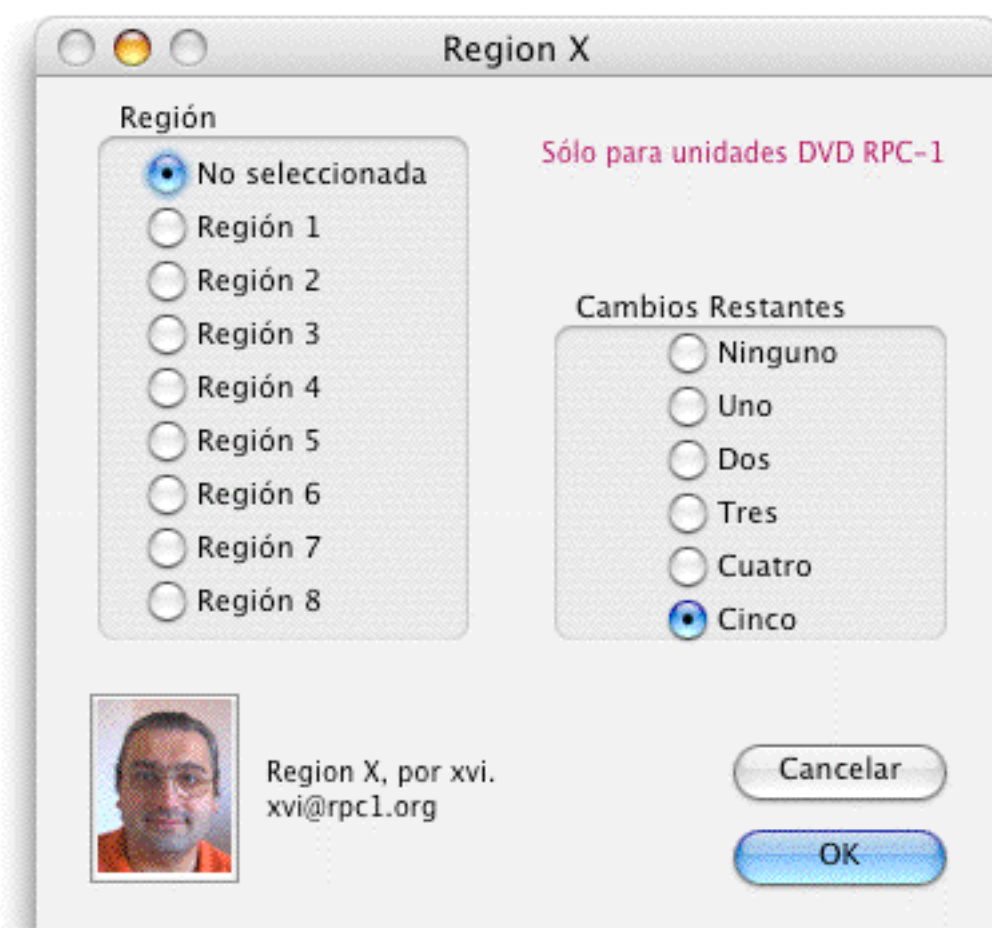 Region X
Región
No seleccionada
Región 1
Región 2
Región 3
Región 4
Región 5
Región 6
Región 7
Región 8
Sólo para unidades DVD RPC-1
Cambios Restantes
Ninguno
Uno
Dos
Tres
Cuatro
Cinco
Region X, por xvi.
xvi@rpc1.org
Cancelar
OK